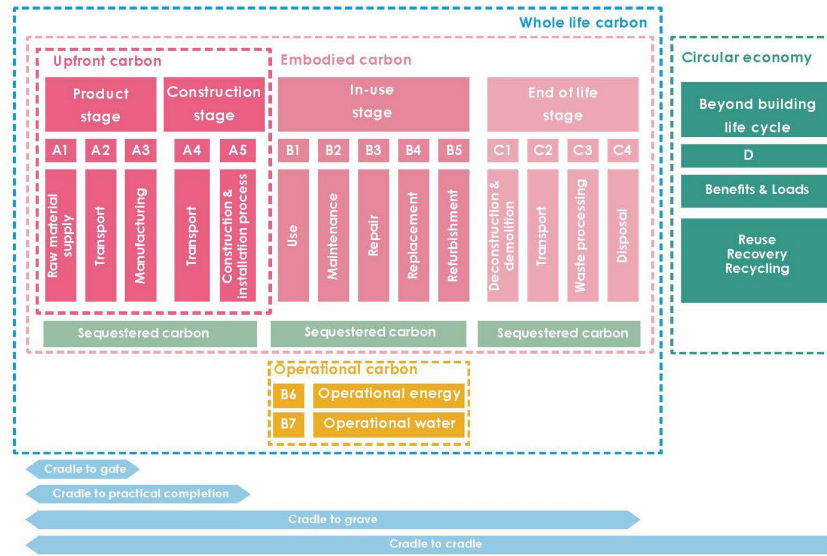 Whole life carbon
Upfront carbon
Embodied carbon
Circular economy
Product
stage
Construction
stage
In-use
stage
End of life
stage
Beyond building
life cycle
A1
A2
A3
A4
A5
B1
B2
B3
B4
B5
C1
C2
C3
C4
D
Raw material
supply
Transport
Manufacturing
Transport
Construction &
installation process
Use
Maintenance
Repair
Replacement
Refurbishment
Deconstruction &
demolition
Transport
Waste processing
Disposal
Benefits & Loads
Reuse
Recovery
Recycling
Sequestered carbon
Sequestered carbon
Sequestered carbon
Operational carbon
B6
Operational energy
B7
Operational water
Cradle to gate
Cradle to practical completion
Cradle to grave
Cradle to cradle